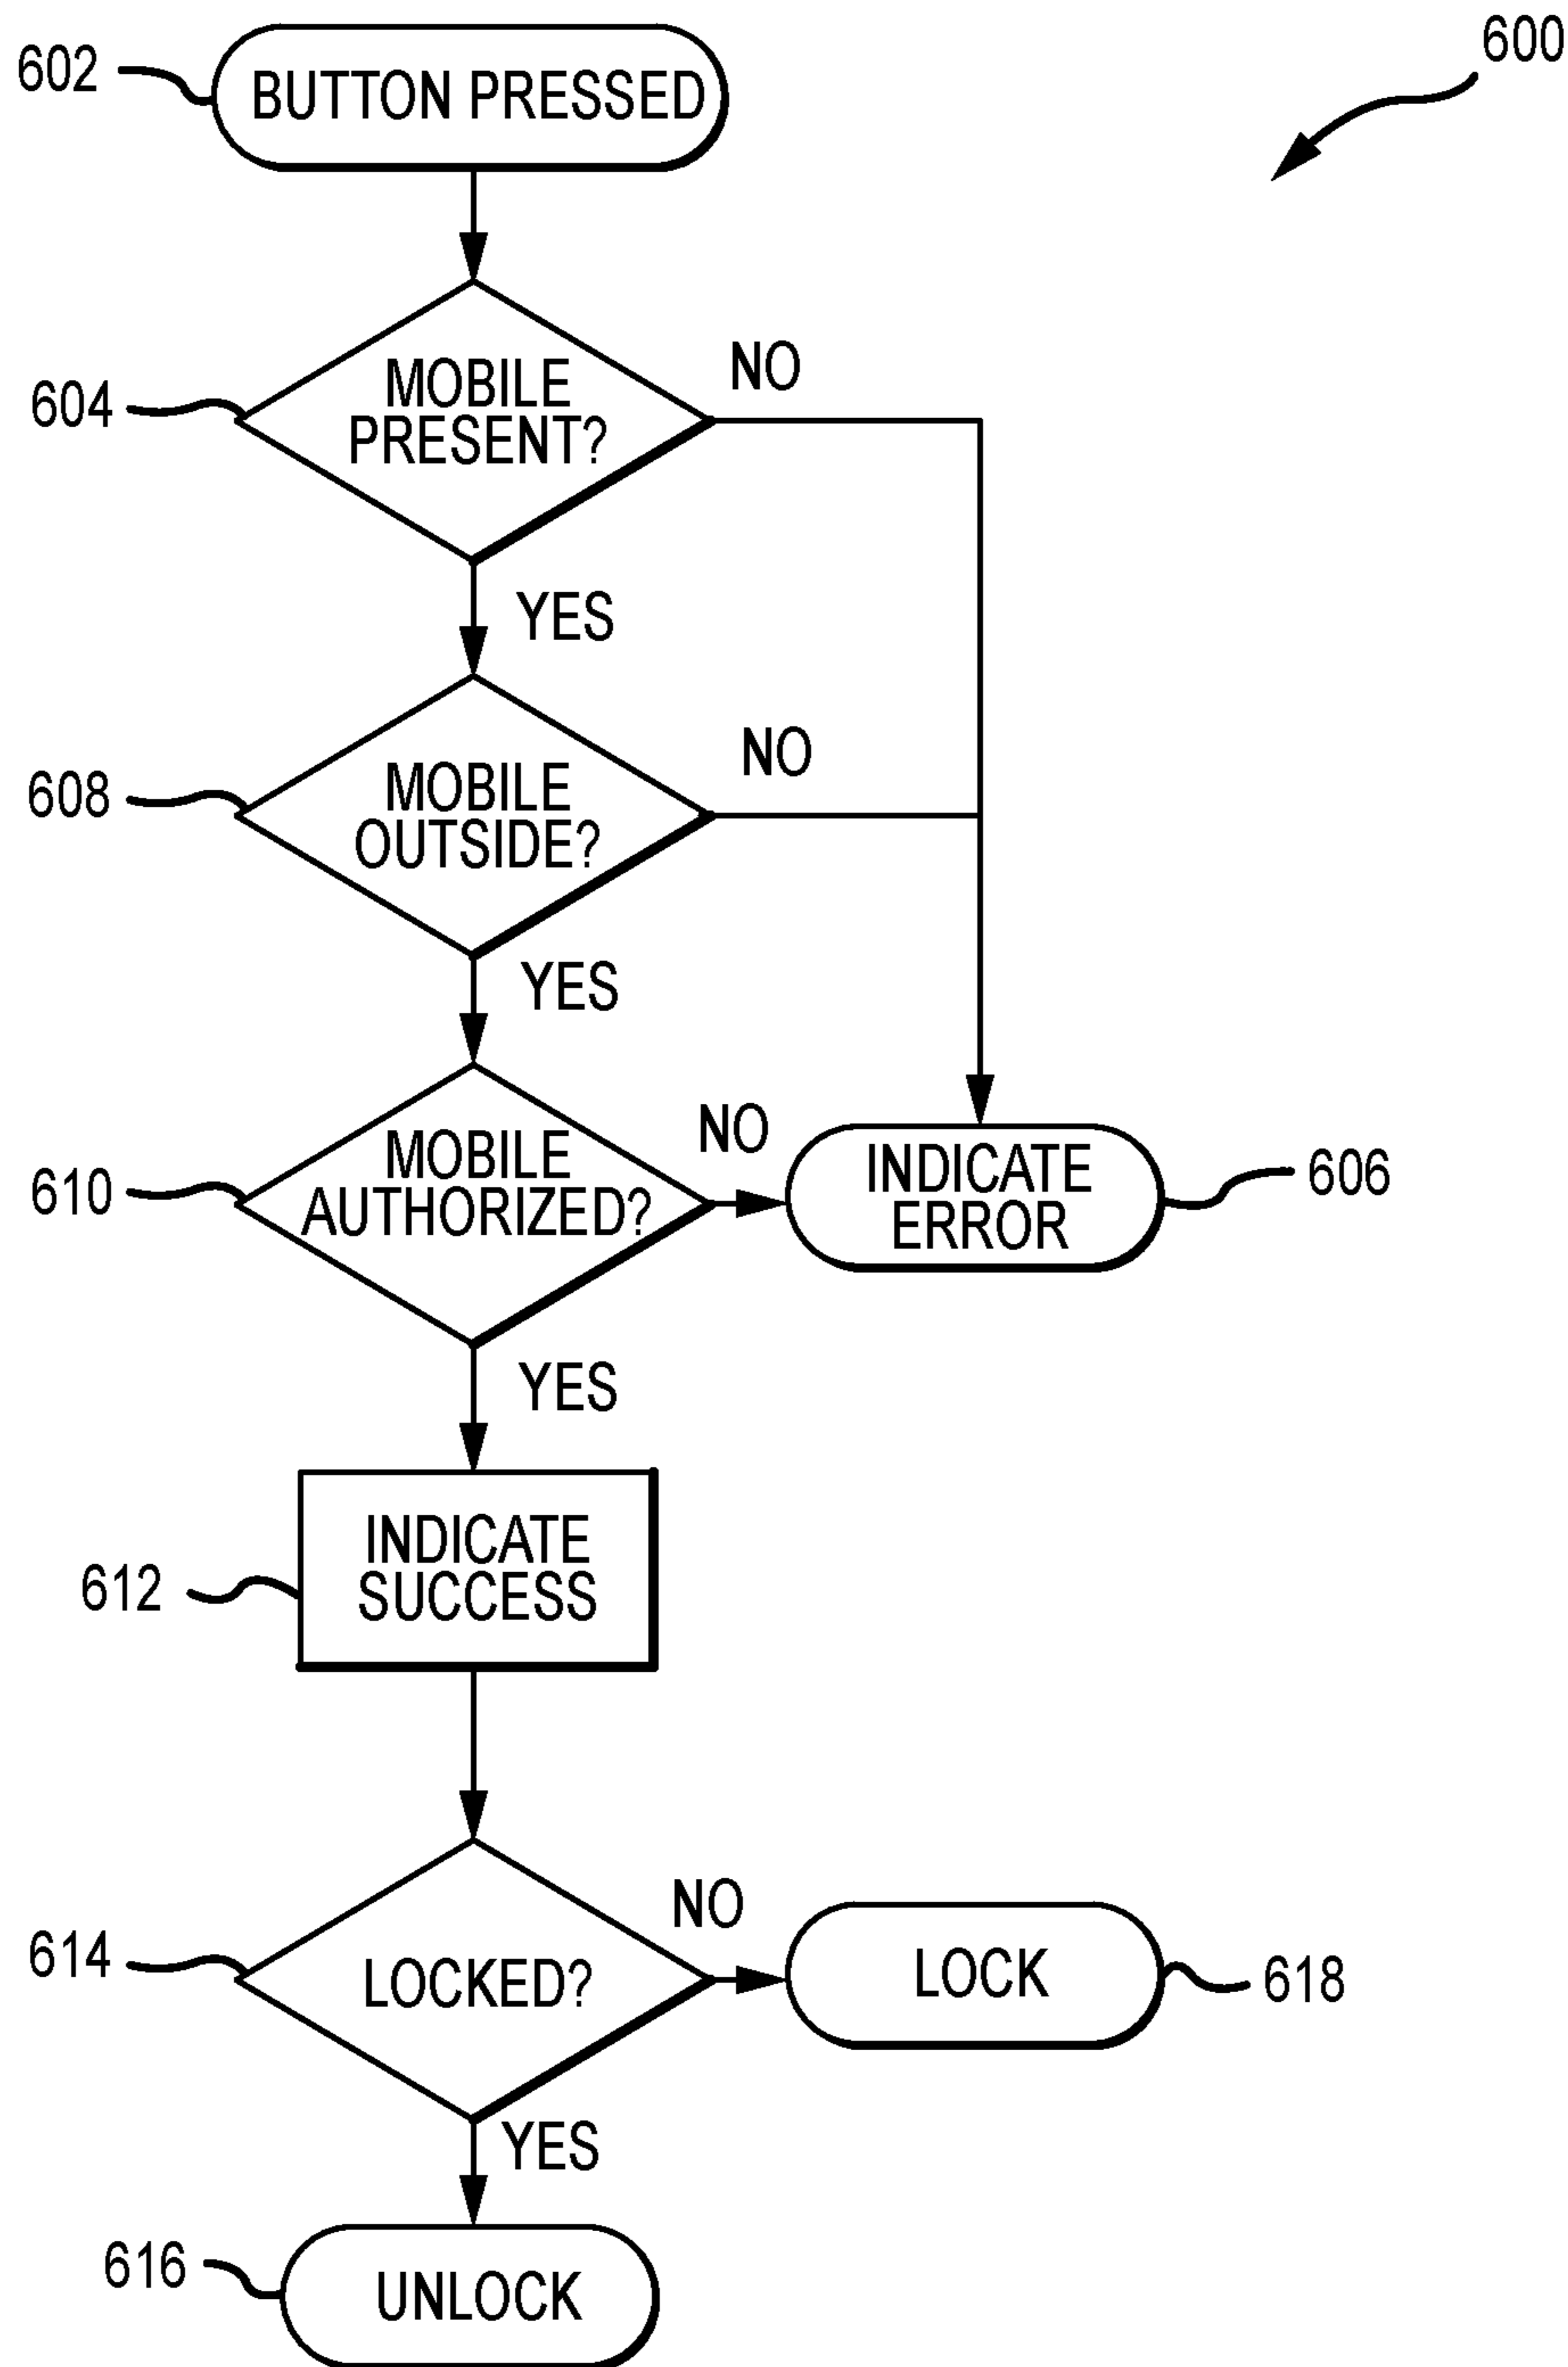 600
602
BUTTON PRESSED
604
MOBILE
PRESENT?
NO
YES
608
MOBILE
OUTSIDE?
NO
YES
610
MOBILE
AUTHORIZED?
NO
INDICATE
ERROR
606
YES
612
INDICATE
SUCCESS
614
LOCKED?
NO
LOCK
618
YES
616
UNLOCK